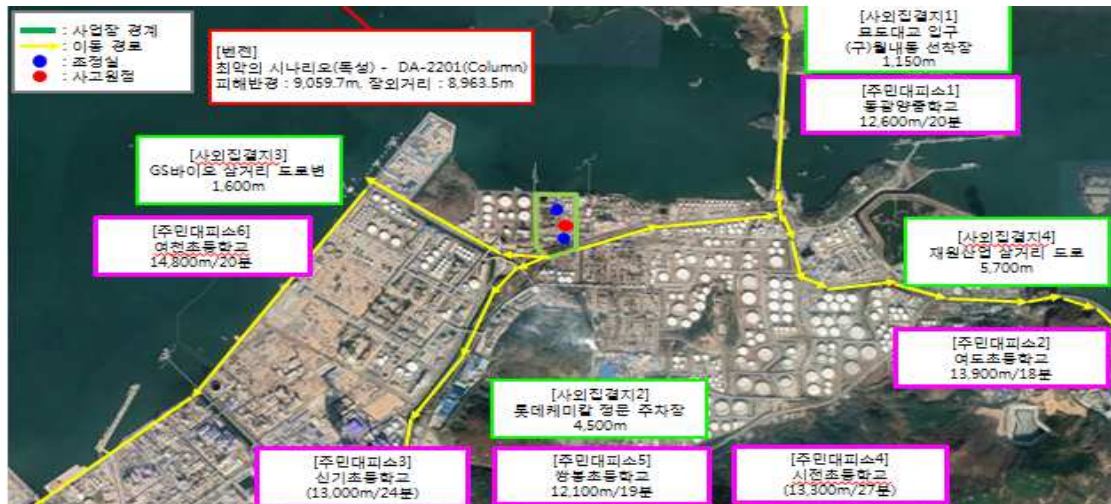 : 사업장 경계
: 이동 경로
: 조정실
: 사고원점
[벤젠]
최악의 시나리오(독성) - DA-2201(Column)
피해반경 : 9,059.7m, 장외거리 : 8,963.5m
[사외집결지1]
묘도대교 입구
(구)월내동 선착장
1,150m
[주민대피소1]
동광양중학교
12,600m/20분
[사외집결지3]
GS바이오 삼거리 도로변
1,600m
[주민대피소6]
여천초등학교
14,800m/20분
[사외집결지4]
재원산업 삼거리 도로
5,700m
[주민대피소2]
여도초등학교
13,900m/18분
[사외집결지2]
롯데케미칼 정문 주차장
4,500m
[주민대피소3]
신기초등학교
(13,000m/24분)
[주민대피소5]
쌍봉초등학교
12,100m/19분
[주민대피소4]
시전초등학교
(13,300m/27분)